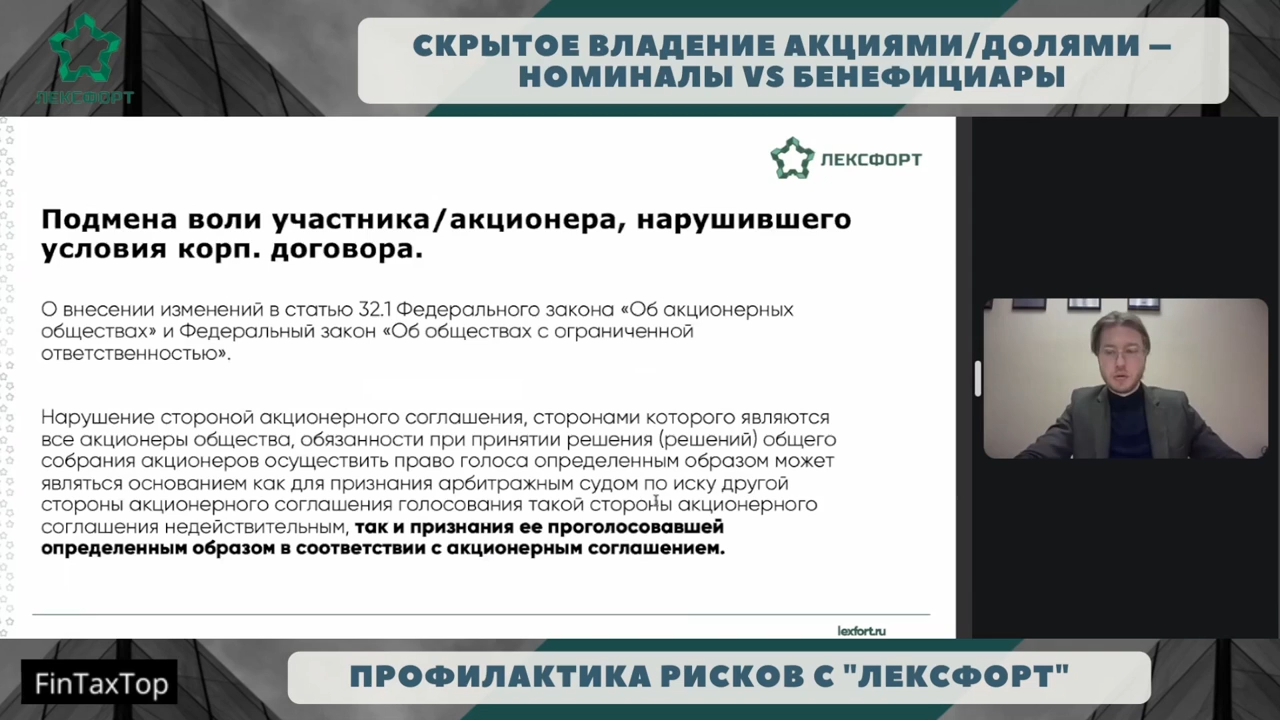 ЛЕКСФОРТ
СКРЫТОЕ ВЛАДЕНИЕ АКЦИЯМИ/ДОЛЯМИ –
НОМИНАЛЫ VS БЕНЕФИЦИАРЫ
ЛЕКСФОРТ
Подмена воли участника/акционера, нарушившего
условия корп. договора.
О внесении изменений в статью 32.1 Федерального закона «Об акционерных
обществах» и Федеральный закон «Об обществах с ограниченной
ответственностью».
Нарушение стороной акционерного соглашения, сторонами которого являются
все акционеры общества, обязанности при принятии решения (решений) общего
собрания акционеров осуществить право голоса определенным образом может
являться основанием как для признания арбитражным судом по иску другой
стороны акционерного соглашения голосования такой стороны акционерного
соглашения недействительным, так и признания ее проголосовавшей
определенным образом в соответствии с акционерным соглашением.
lexfort.ru
FinTaxTop
ПРОФИЛАКТИКА РИСКОВ С "ЛЕКСФОРТ"